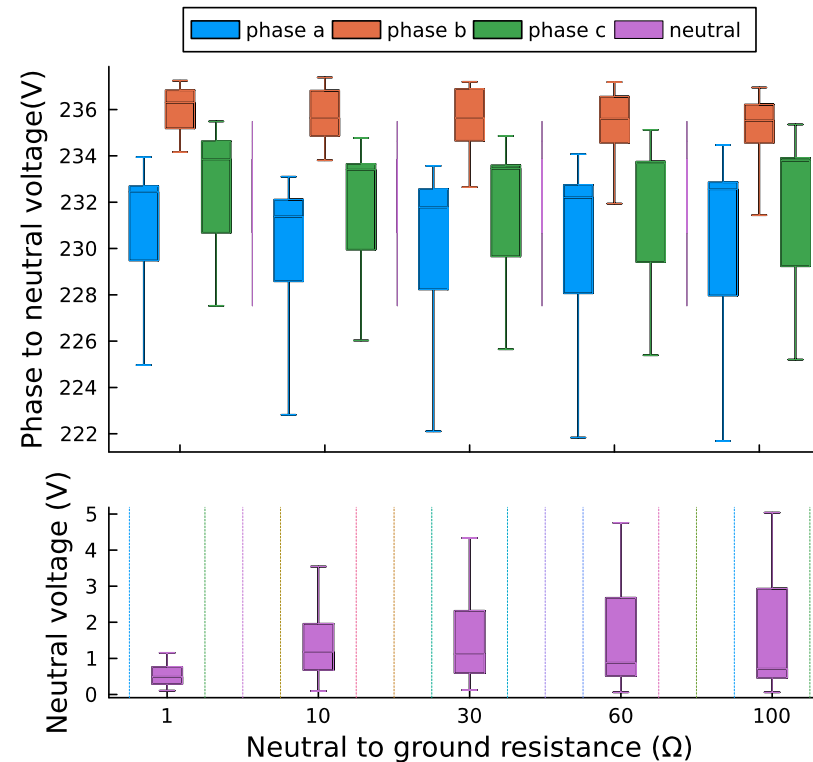 phase a phase b phase c neutral
Phase to neutral voltage(V)
236
234
232
230
228
226
224
222
Neutral voltage (V)
5
4
3
2
1
0
1 10 30 60 100
Neutral to ground resistance (Ω)